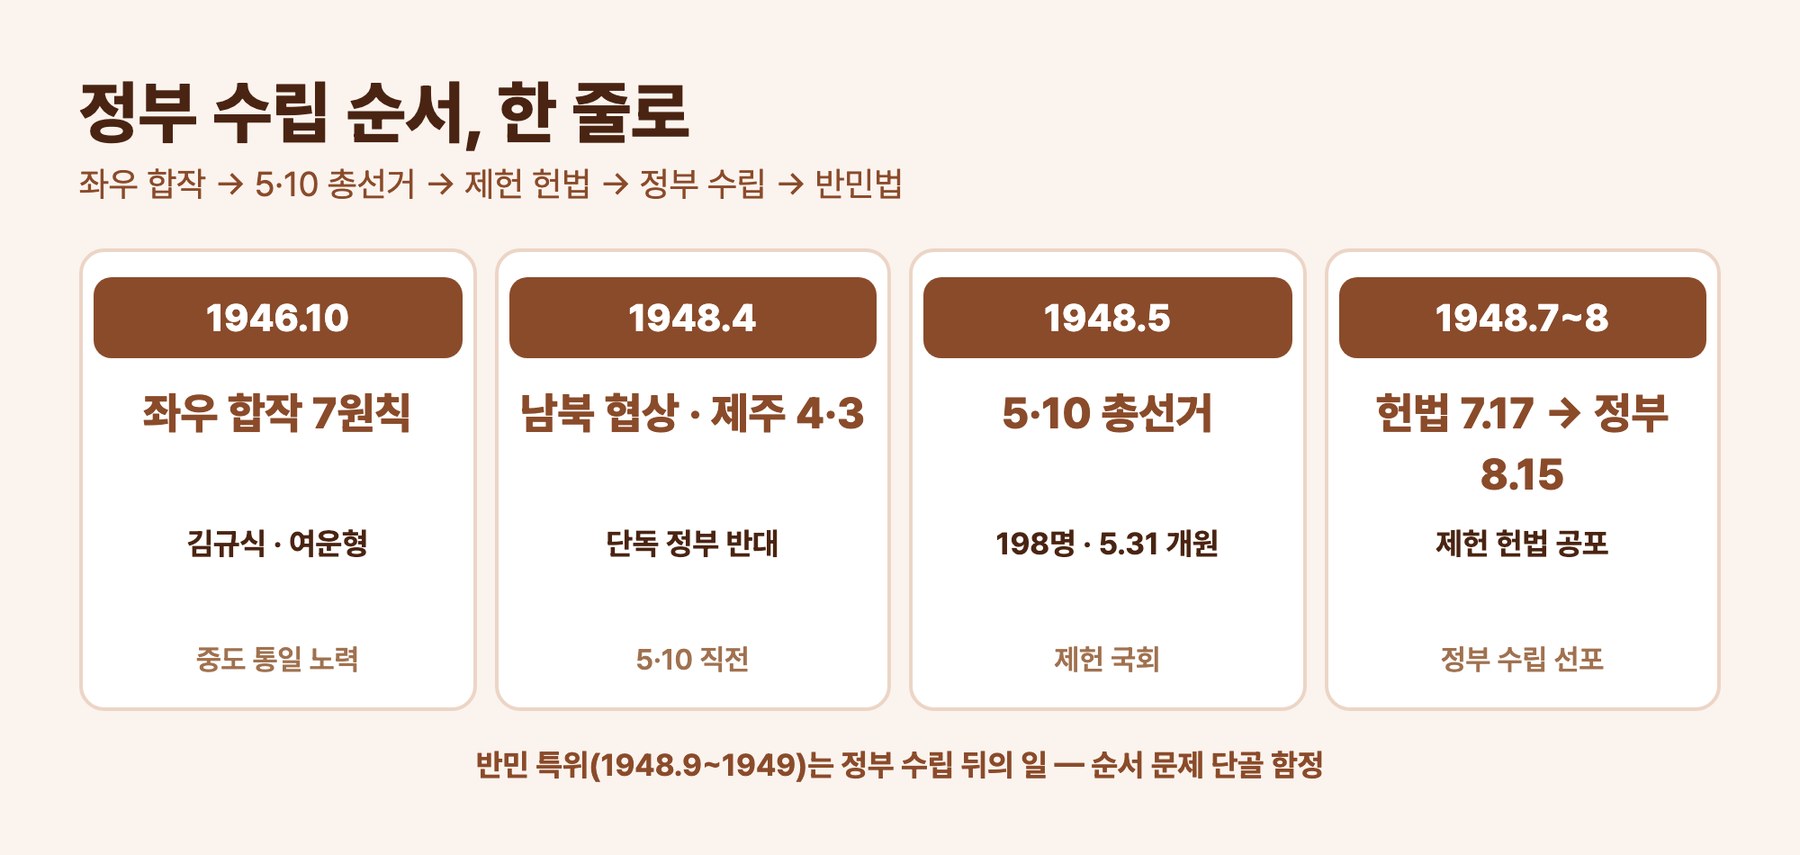 정부 수립 순서, 한 줄로
좌우 합작 → 5·10 총선거 → 제헌 헌법 → 정부 수립 → 반민법
1946.10
좌우 합작 7원칙
김규식 · 여운형
중도 통일 노력
1948.4
남북 협상 · 제주 4·3
단독 정부 반대
5·10 직전
1948.5
5·10 총선거
198명 · 5.31 개원
제헌 국회
1948.7~8
헌법 7.17 → 정부
8.15
제헌 헌법 공포
정부 수립 선포
반민 특위(1948.9~1949)는 정부 수립 뒤의 일 — 순서 문제 단골 함정